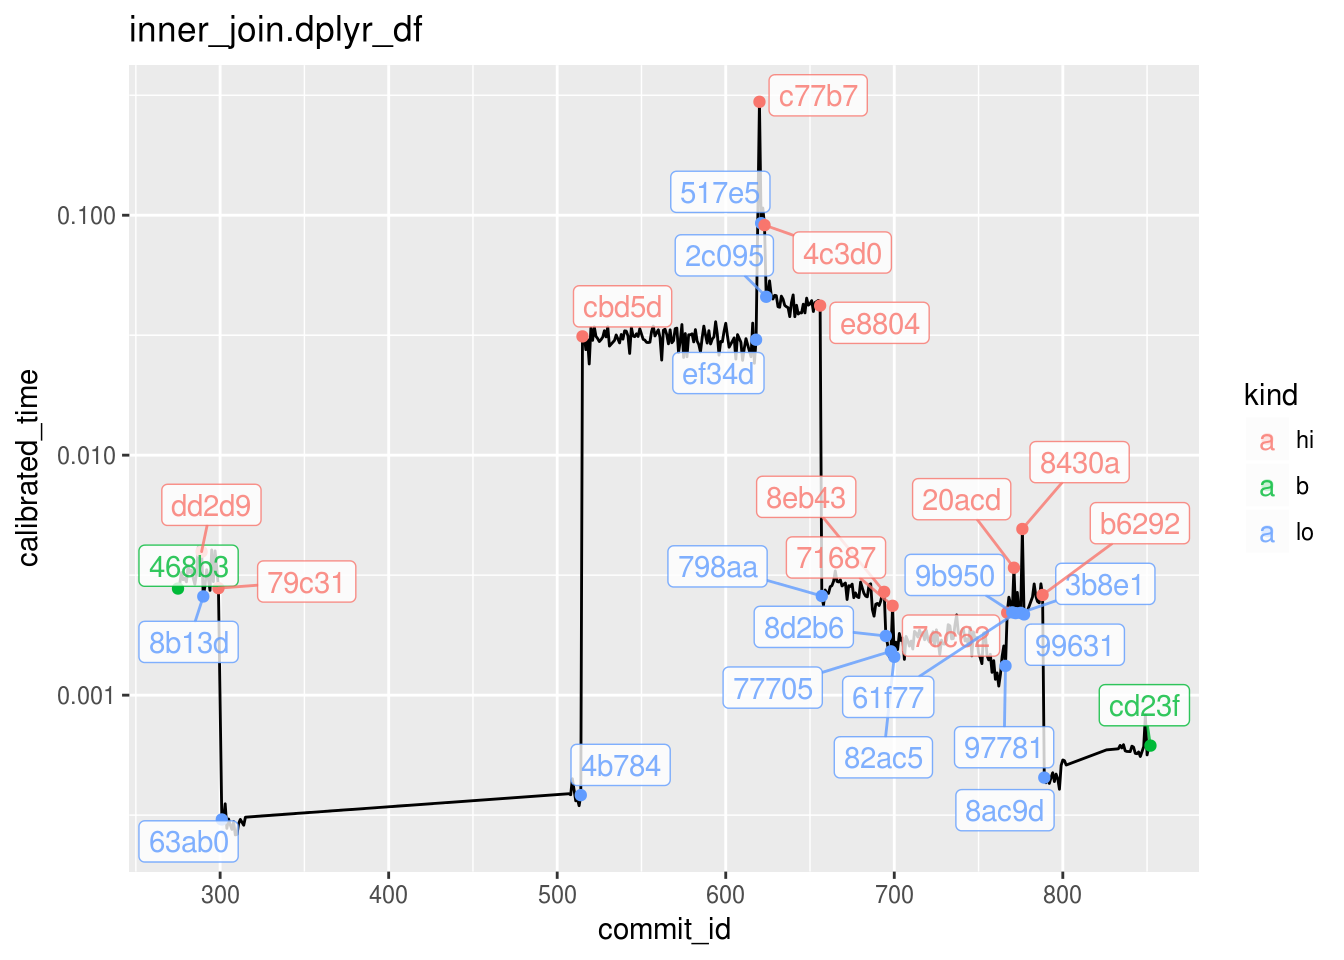 inner_join.dplyr_df
calibrated_time
0.100
0.010
0.001
c77b7
517e5
4c3d0
2c095
cbd5d
e8804
ef34d
8430a
8eb43
20acd
dd2d9
b6292
71687
468b3
798aa
9b950
79c31
3b8e1
8d2b6
7cc62
8b13d
99631
77705
61f77
cd23f
97781
82ac5
4b784
8ac9d
63ab0
300 400 500 600 700 800
commit_id
kind
a hi
a b
a lo